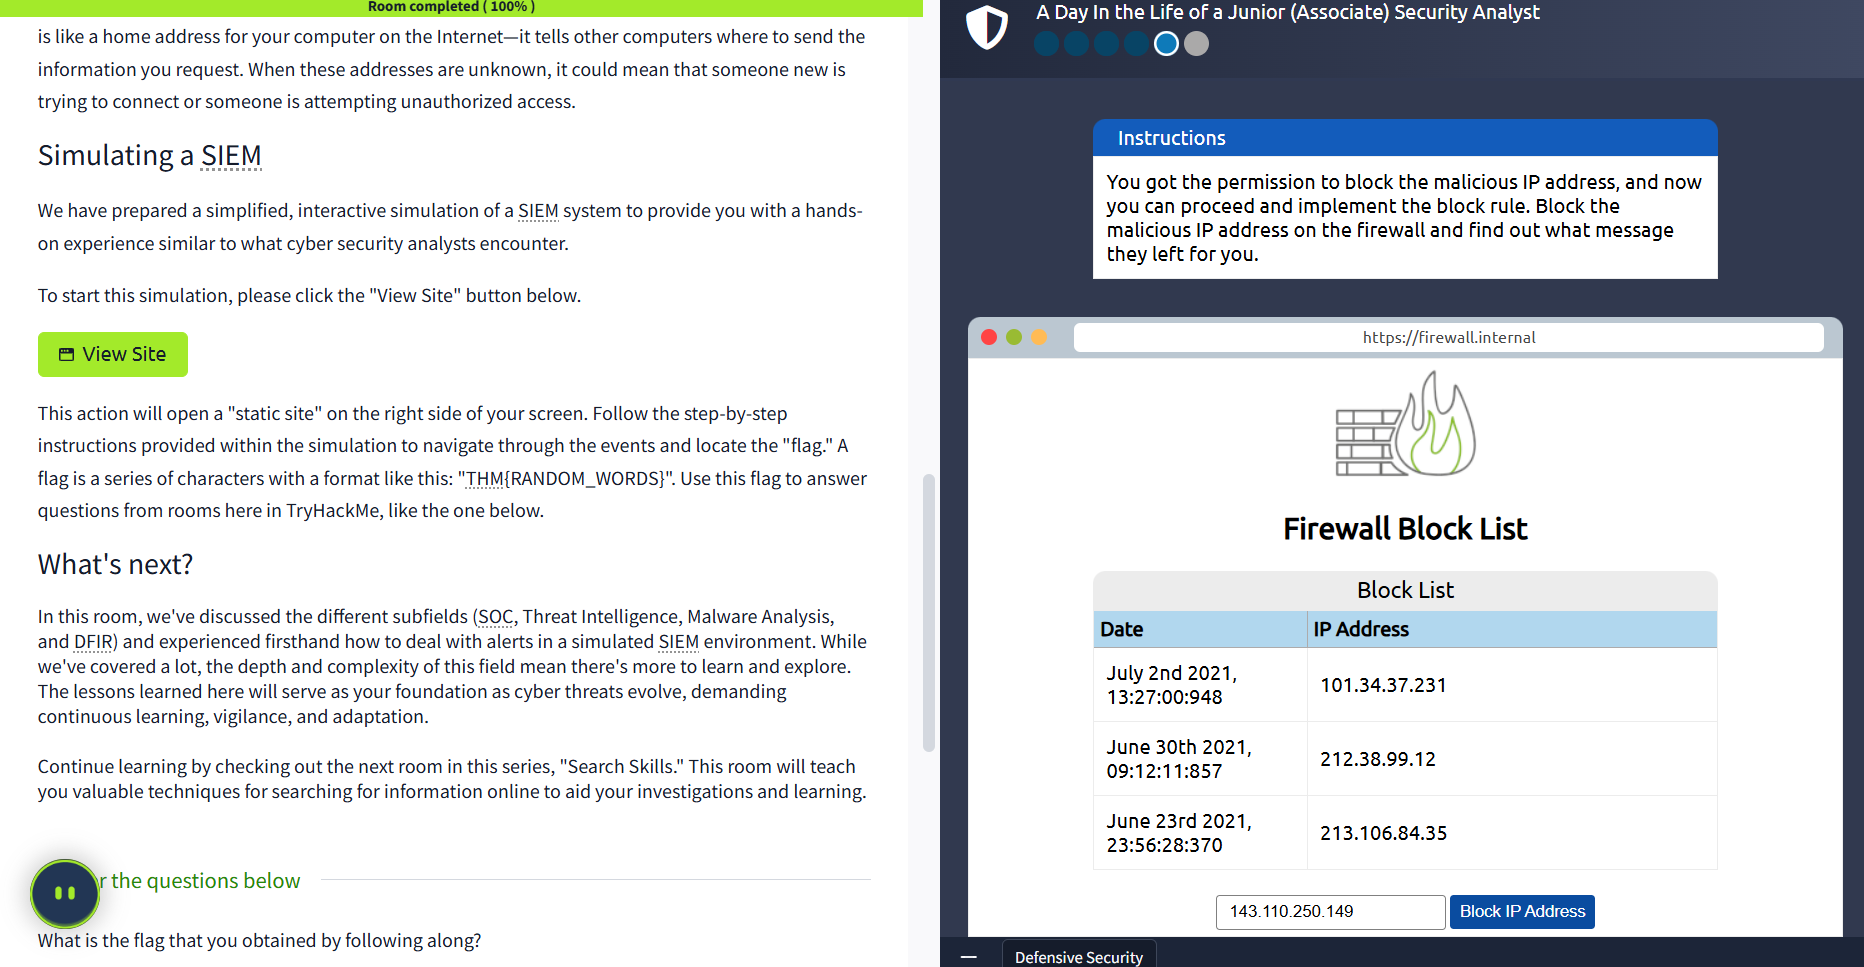 Room completed ( 100% )
is like a home address for your computer on the Internet—it tells other computers where to send the
information you request. When these addresses are unknown, it could mean that someone new is
trying to connect or someone is attempting unauthorized access.
Simulating a SIEM
We have prepared a simplified, interactive simulation of a SIEM system to provide you with a hands-
on experience similar to what cyber security analysts encounter.
To start this simulation, please click the "View Site" button below.
View Site
This action will open a "static site" on the right side of your screen. Follow the step-by-step
instructions provided within the simulation to navigate through the events and locate the "flag." A
flag is a series of characters with a format like this: "THM{RANDOM_WORDS}". Use this flag to answer
questions from rooms here in TryHackMe, like the one below.
What's next?
In this room, we've discussed the different subfields (SOC, Threat Intelligence, Malware Analysis,
and DFIR) and experienced firsthand how to deal with alerts in a simulated SIEM environment. While
we've covered a lot, the depth and complexity of this field mean there's more to learn and explore.
The lessons learned here will serve as your foundation as cyber threats evolve, demanding
continuous learning, vigilance, and adaptation.
Continue learning by checking out the next room in this series, "Search Skills." This room will teach
you valuable techniques for searching for information online to aid your investigations and learning.
r the questions below
What is the flag that you obtained by following along?
A Day In the Life of a Junior (Associate) Security Analyst
Instructions
You got the permission to block the malicious IP address, and now
you can proceed and implement the block rule. Block the
malicious IP address on the firewall and find out what message
they left for you.
https://firewall.internal
Firewall Block List
Block List
Date IP Address
July 2nd 2021,
13:27:00:948
101.34.37.231
June 30th 2021,
09:12:11:857
212.38.99.12
June 23rd 2021,
23:56:28:370
213.106.84.35
143.110.250.149
Block IP Address
Defensive Security